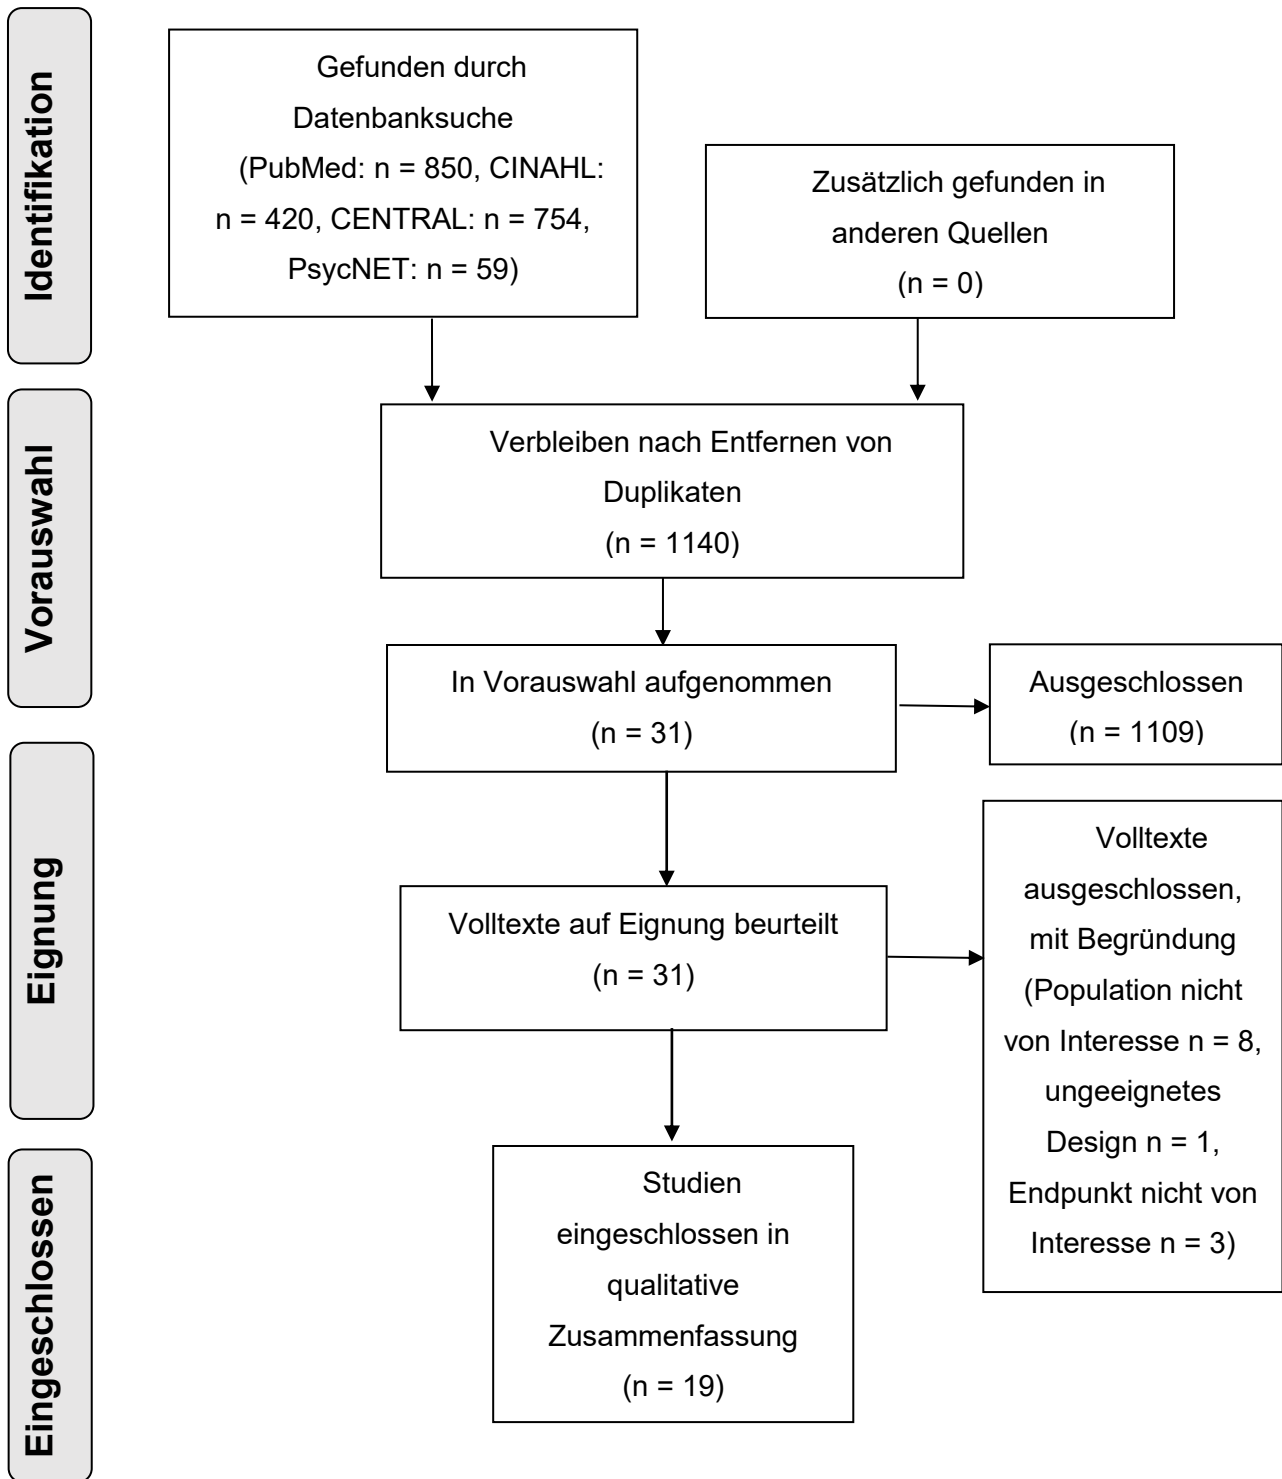 Identifikation
Gefunden durch
Datenbanksuche
(PubMed: n = 850, CINAHL:
n = 420, CENTRAL: n = 754,
PsycNET: n = 59)
Zusätzlich gefunden in
anderen Quellen
(n = 0)
Vorauswahl
Verbleiben nach Entfernen von
Duplikaten
(n = 1140)
In Vorauswahl aufgenommen
(n = 31)
Ausgeschlossen
(n = 1109)
Eignung
Volltexte auf Eignung beurteilt
(n = 31)
Volltexte
ausgeschlossen,
mit Begründung
(Population nicht
von Interesse n = 8,
ungeeignetes
Design n = 1,
Endpunkt nicht von
Interesse n = 3)
Eingeschlossen
Studien
eingeschlossen in
qualitative
Zusammenfassung
(n = 19)